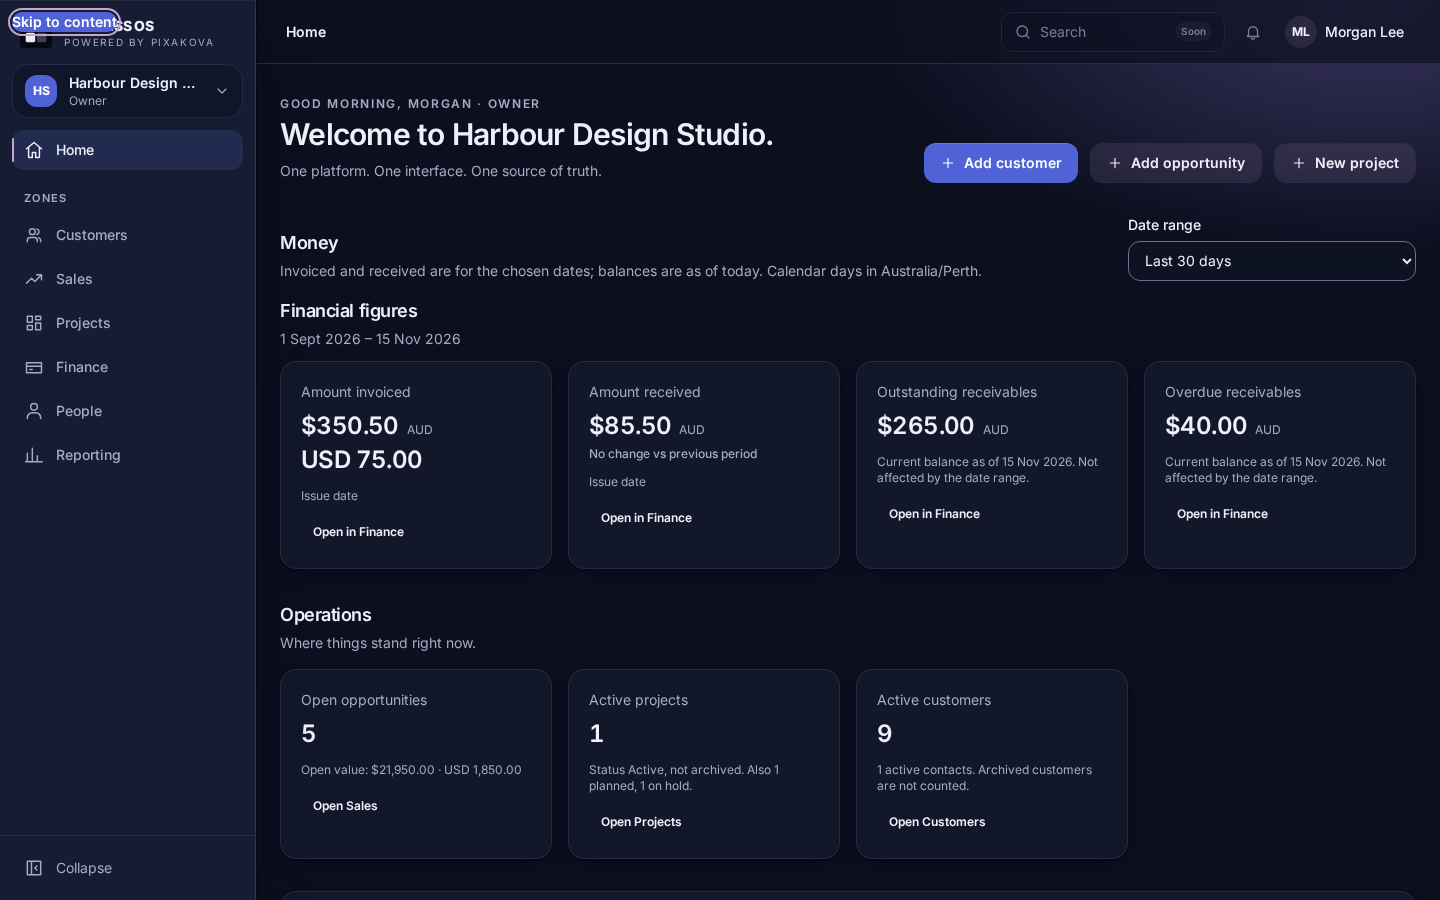 Skip to content
POWERED BY PIXAKOVA
HS
Harbour Design ...
Owner
Home
ZONES
Customers
Sales
Projects
Finance
People
Reporting
Collapse
Home
Search
Soon
ML
Morgan Lee
GOOD MORNING, MORGAN · OWNER
Welcome to Harbour Design Studio.
One platform. One interface. One source of truth.
Add customer
Add opportunity
New project
Money
Invoiced and received are for the chosen dates; balances are as of today. Calendar days in Australia/Perth.
Date range
Last 30 days
Financial figures
1 Sept 2026 – 15 Nov 2026
Amount invoiced
$350.50 AUD
USD 75.00
Issue date
Open in Finance
Amount received
$85.50 AUD
No change vs previous period
Issue date
Open in Finance
Outstanding receivables
$265.00 AUD
Current balance as of 15 Nov 2026. Not
affected by the date range.
Open in Finance
Overdue receivables
$40.00 AUD
Current balance as of 15 Nov 2026. Not
affected by the date range.
Open in Finance
Operations
Where things stand right now.
Open opportunities
5
Open value: $21,950.00 · USD 1,850.00
Open Sales
Active projects
1
Status Active, not archived. Also 1
planned, 1 on hold.
Open Projects
Active customers
9
1 active contacts. Archived customers
are not counted.
Open Customers